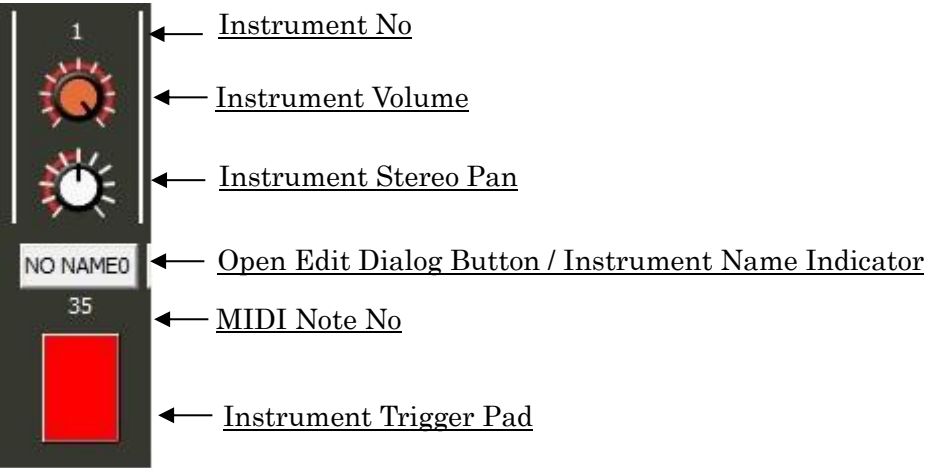 1
Instrument No
Instrument Volume
Instrument Stereo Pan
NO NAME0
Open Edit Dialog Button / Instrument Name Indicator
35
MIDI Note No
Instrument Trigger Pad